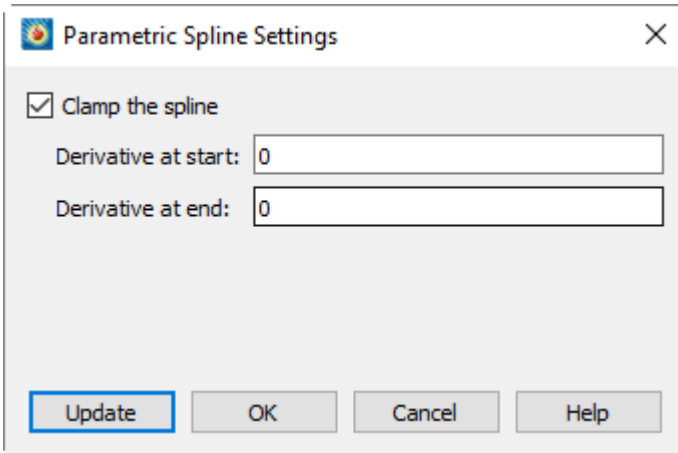 Parametric Spline Settings
Clamp the spline
Derivative at start: 0
Derivative at end: 0
Update OK Cancel Help